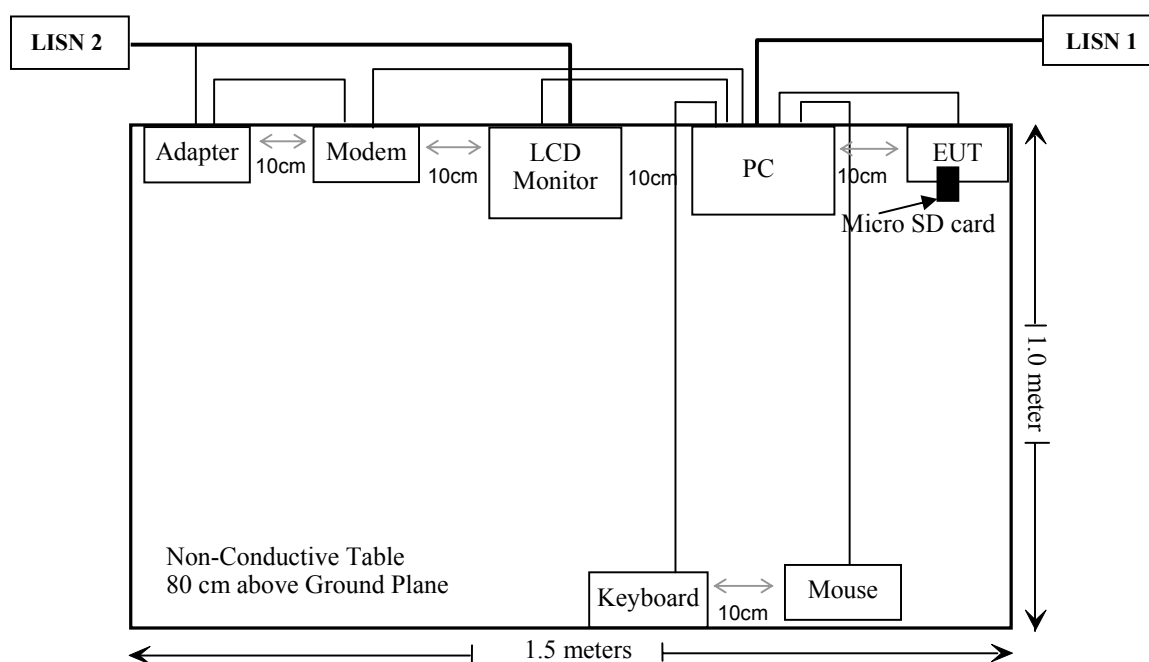 LISN 2
LISN 1
Adapter
10cm
Modem
10cm
LCD
Monitor
10cm
PC
10cm
EUT
Micro SD card
1.0 meter
Non-Conductive Table
80 cm above Ground Plane
Keyboard
10cm
Mouse
1.5 meters